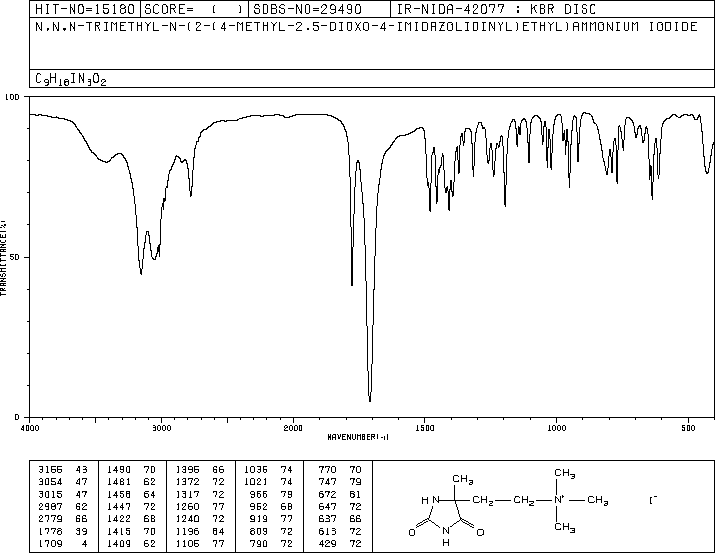 HIT-NO=15180 SCORE= ( ) SDBS-NO=29490 IR-NIDA-42077 : KBR DISC
N,N,N-TRIMETHYL-N-(2-(4-METHYL-2,5-DIOXO-4-IMIDAZOLIDINYL)ETHYL)AMMONIUM IODIDE
C9H18IN3O2
100
50
0
TRANSMITTANCE(%)
4000 3000 2000 1500 1000 500
WAVENUMBER(-1)
3166 43 1490 70 1396 66 1036 74 770 70
3054 47 1481 62 1372 72 1021 74 747 79
3015 47 1458 64 1317 72 966 79 672 81
2987 62 1447 72 1260 77 952 68 647 72
2779 66 1422 68 1240 72 919 77 637 66
1778 39 1415 70 1196 64 809 72 613 72
1709 4 1409 62 1105 77 790 72 429 72
CH3
CH3
HN
CH2 CH2 N+ CH3
O N O CH3
H
I-